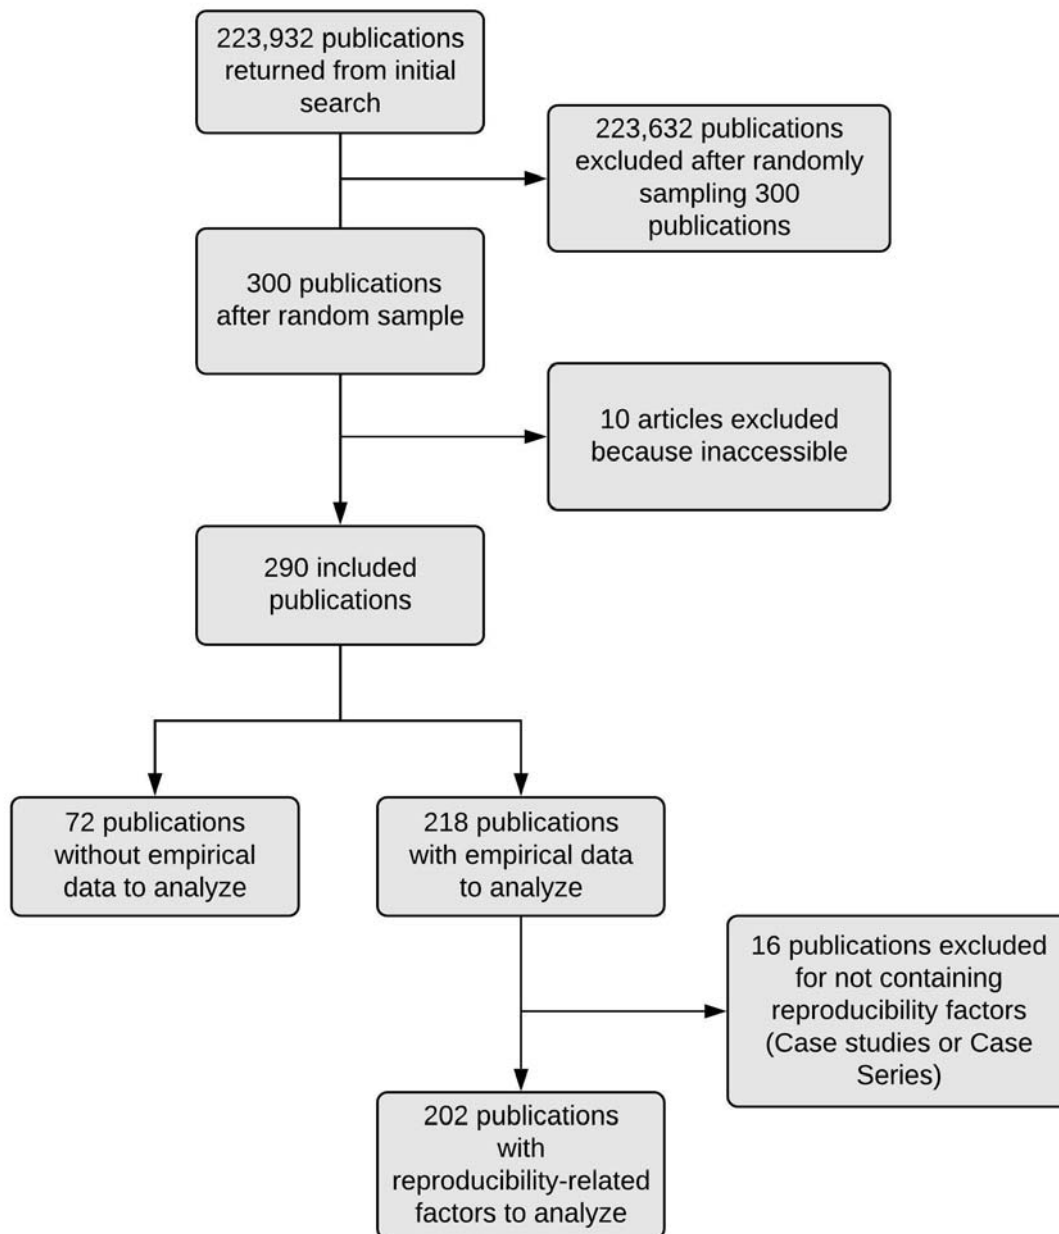 223,932 publications
returned from initial
search
223,632 publications
excluded after randomly
sampling 300
publications
300 publications
after random sample
10 articles excluded
because inaccessible
290 included
publications
72 publications
without empirical
data to analyze
218 publications
with empirical data
to analyze
16 publications excluded
for not containing
reproducibility factors
(Case studies or Case
Series)
202 publications
with
reproducibility-related
factors to analyze